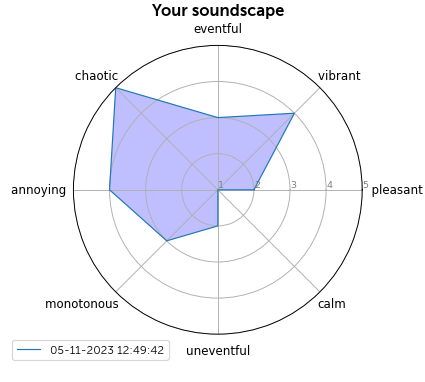 Your soundscape
eventful
chaotic vibrant
annoying 1 2 3 4 5 pleasant
monotonous calm
uneventful
05-11-2023 12:49:42